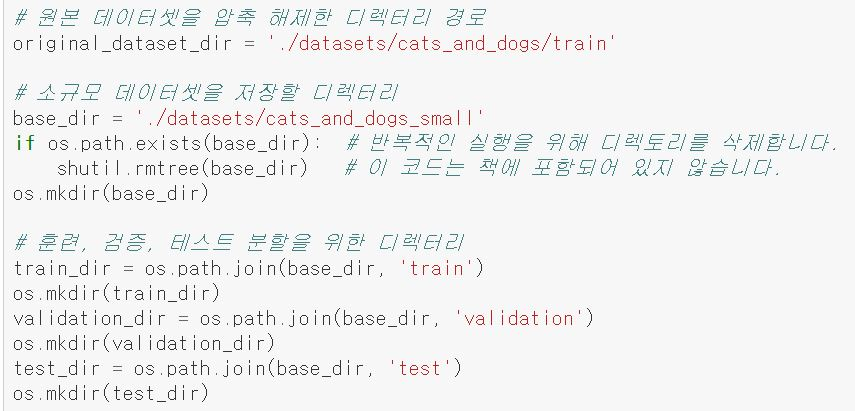 # 원본 데이터셋을 압축 해제한 디렉터리 경로
original_dataset_dir = './datasets/cats_and_dogs/train'
# 소규모 데이터셋을 저장할 디렉터리
base_dir = './datasets/cats_and_dogs_small'
if os.path.exists(base_dir):  # 반복적인 실행을 위해 디렉토리를 삭제합니다.
    shutil.rmtree(base_dir)   # 이 코드는 책에 포함되어 있지 않습니다.
os.mkdir(base_dir)
# 훈련, 검증, 테스트 분할을 위한 디렉터리
train_dir = os.path.join(base_dir, 'train')
os.mkdir(train_dir)
validation_dir = os.path.join(base_dir, 'validation')
os.mkdir(validation_dir)
test_dir = os.path.join(base_dir, 'test')
os.mkdir(test_dir)